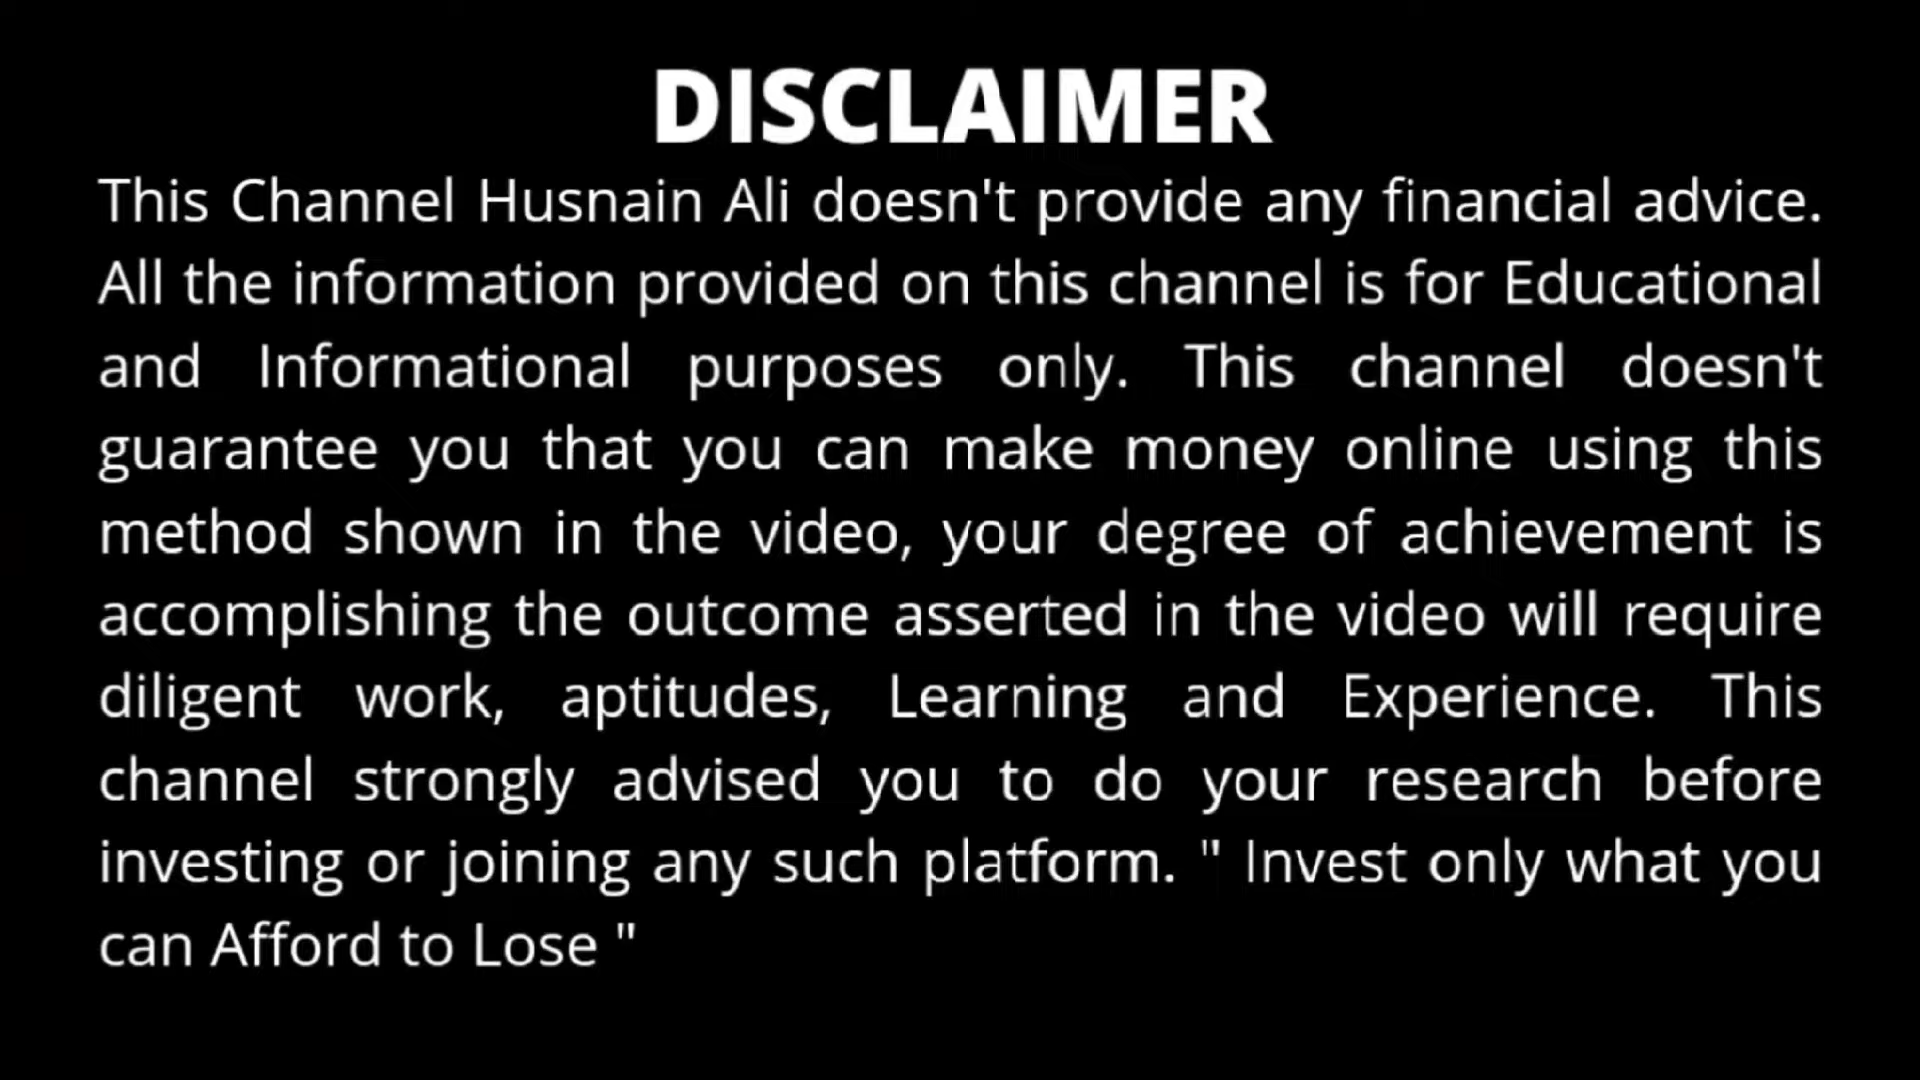 DISCLAIMER
This Channel Husnain Ali doesn't provide any financial advice.
All the information provided on this channel is for Educational
and Informational purposes only. This channel doesn't
guarantee you that you can make money online using this
method shown in the video, your degree of achievement is
accomplishing the outcome asserted in the video will require
diligent work, aptitudes, Learning and Experience. This
channel strongly advised you to do your research before
investing or joining any such platform. " Invest only what you
can Afford to Lose "